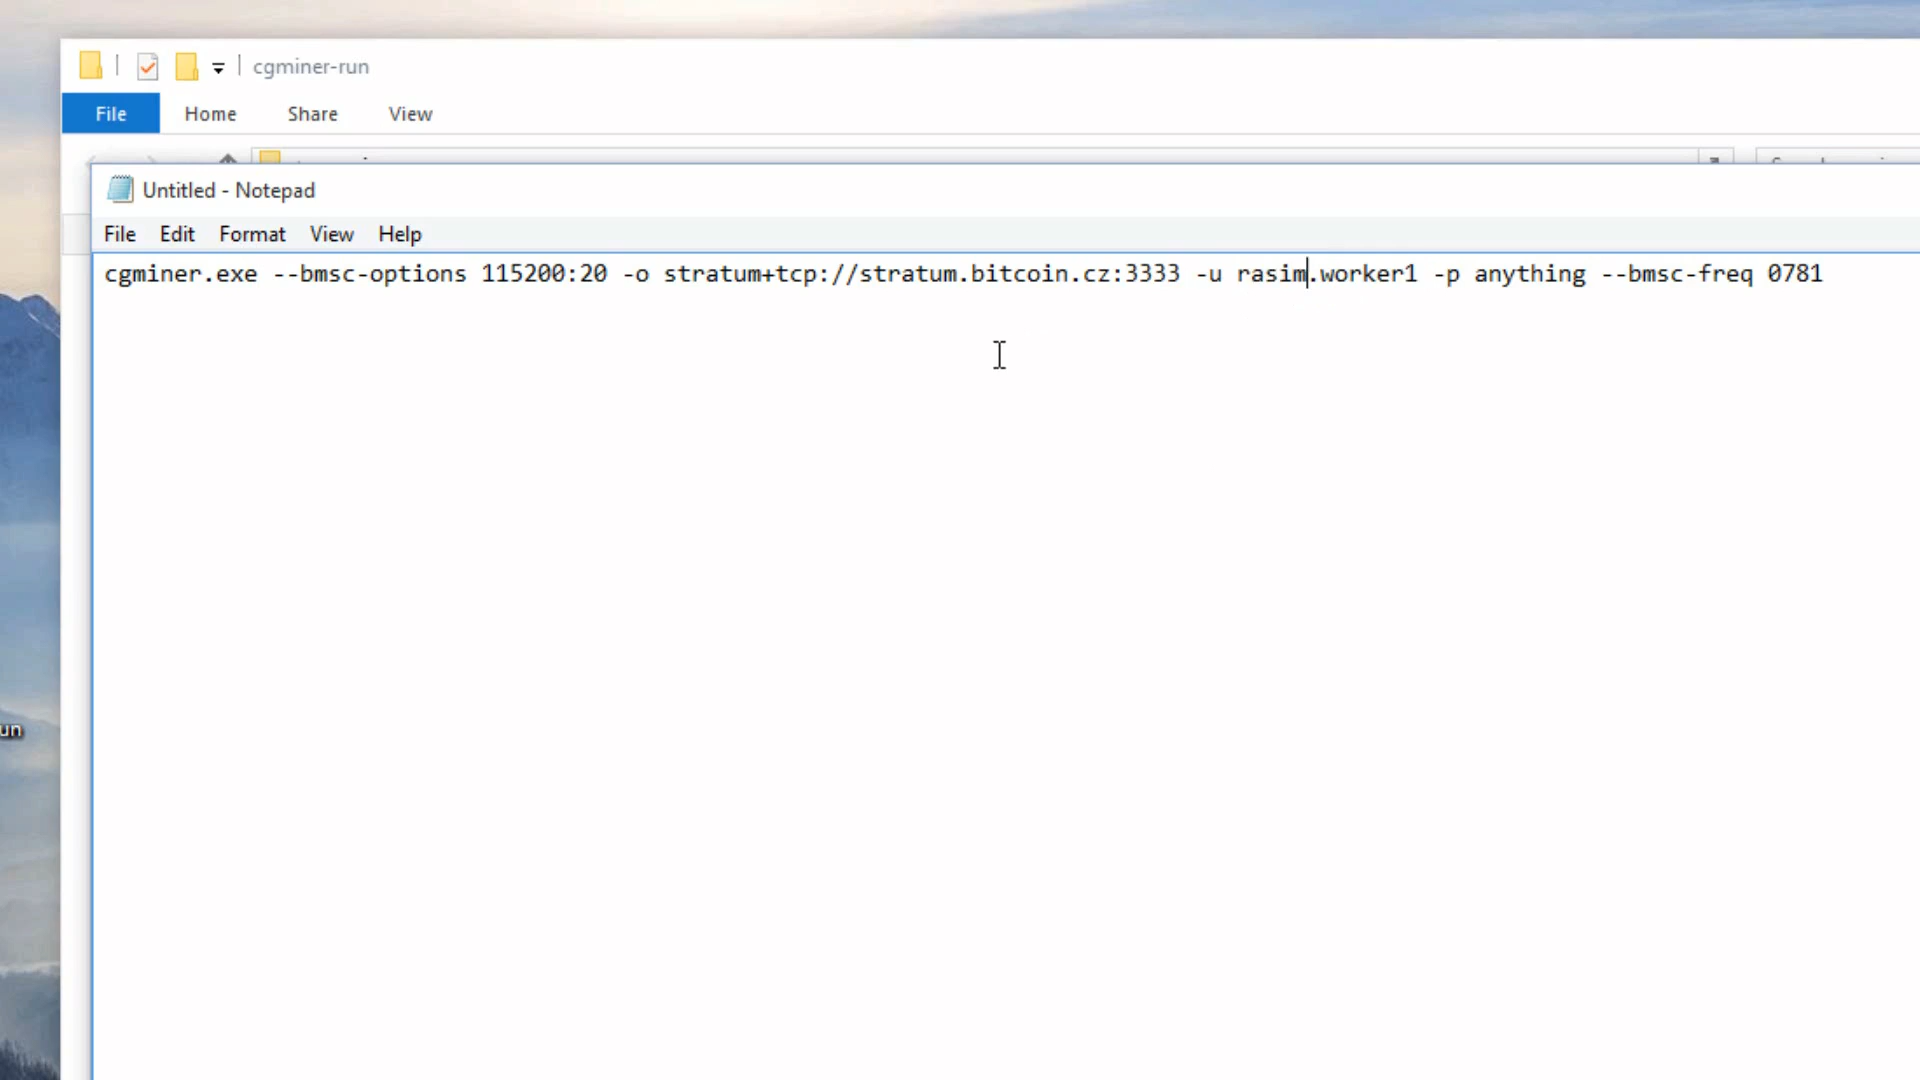 cgminer-run
File Home Share View
Untitled - Notepad
File Edit Format View Help
cgminer.exe --bmsc-options 115200:20 -o stratum+tcp://stratum.bitcoin.cz:3333 -u rasim.worker1 -p anything --bmsc-freq 0781
un